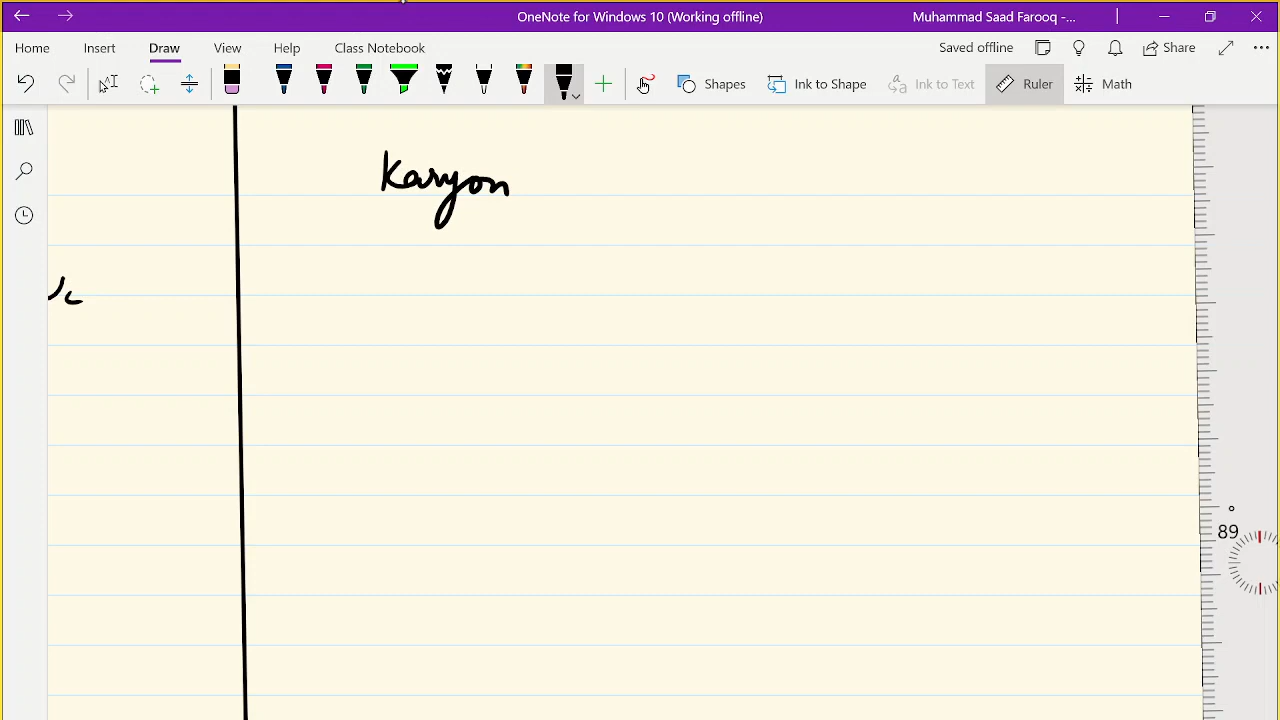 OneNote for Windows 10 (Working offline)
Muhammad Saad Farooq -...
Home Insert Draw View Help Class Notebook
Saved offline Share
Shapes Ink to Shape Ink to Text Ruler Math
Karyon
89°